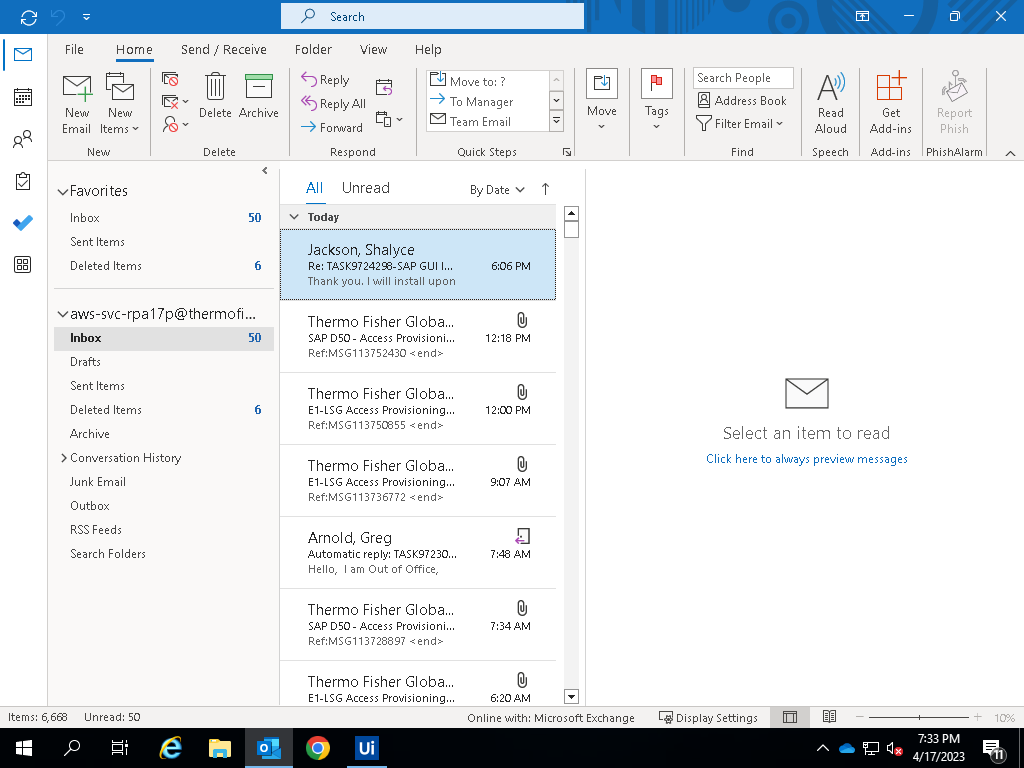 Search
File Home Send / Receive Folder View Help
New Email
New Items
New
Delete
Archive
Delete
Reply
Reply All
Forward
Respond
Move to: ?
To Manager
Team Email
Quick Steps
Move
Tags
Search People
Address Book
Filter Email
Find
Read Aloud
Speech
Get Add-ins
Add-ins
Report Phish
PhishAlarm
Favorites
Inbox 50
Sent Items
Deleted Items 6
aws-svc-rpa17p@thermofi...
Inbox 50
Drafts
Sent Items
Deleted Items 6
Archive
Conversation History
Junk Email
Outbox
RSS Feeds
Search Folders
All Unread By Date
Today
Jackson, Shalyce
Re: TASK9724298-SAP GUI I... 6:06 PM
Thank you. I will install upon
Thermo Fisher Globa...
SAP D50 - Access Provisioni... 12:18 PM
Ref:MSG113752430 <end>
Thermo Fisher Globa...
E1-LSG Access Provisioning... 12:00 PM
Ref:MSG113750855 <end>
Thermo Fisher Globa...
E1-LSG Access Provisioning... 9:07 AM
Ref:MSG113736772 <end>
Arnold, Greg
Automatic reply: TASK97230... 7:48 AM
Hello, I am Out of Office,
Thermo Fisher Globa...
SAP D50 - Access Provisioni... 7:34 AM
Ref:MSG113728897 <end>
Thermo Fisher Globa...
E1-LSG Access Provisioning... 6:20 AM
Select an item to read
Click here to always preview messages
Items: 6,668 Unread: 50 Online with: Microsoft Exchange Display Settings 10%
Ui
7:33 PM
4/17/2023
11